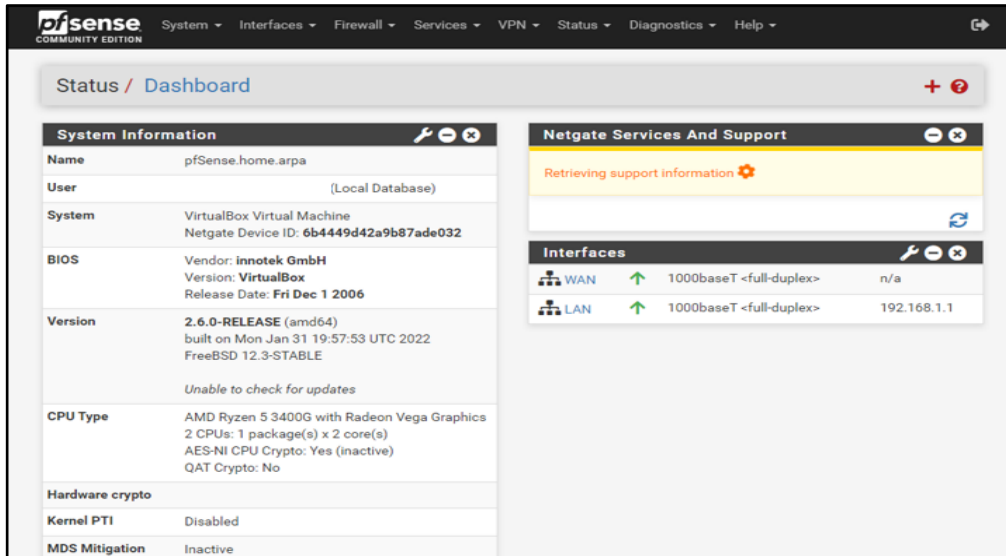 pfsense
COMMUNITY EDITION
System Interfaces Firewall Services VPN Status Diagnostics Help
Status / Dashboard
System Information
Name pfSense.home.arpa
User (Local Database)
System VirtualBox Virtual Machine
Netgate Device ID: 6b4449d42a9b87ade032
BIOS Vendor: innotek GmbH
Version: VirtualBox
Release Date: Fri Dec 1 2006
Version 2.6.0-RELEASE (amd64)
built on Mon Jan 31 19:57:53 UTC 2022
FreeBSD 12.3-STABLE
Unable to check for updates
CPU Type AMD Ryzen 5 3400G with Radeon Vega Graphics
2 CPUs: 1 package(s) x 2 core(s)
AES-NI CPU Crypto: Yes (inactive)
QAT Crypto: No
Hardware crypto
Kernel PTI Disabled
MDS Mitigation Inactive
Netgate Services And Support
Retrieving support information
Interfaces
WAN 1000baseT <full-duplex> n/a
LAN 1000baseT <full-duplex> 192.168.1.1